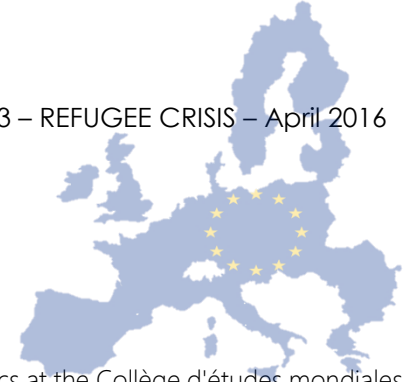 3 – REFUGEE CRISIS – April 2016
cs at the Collège d'études mondiales